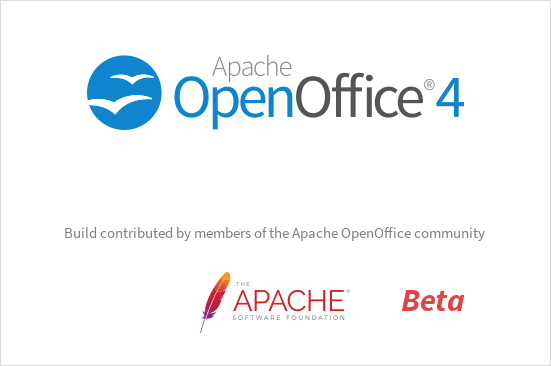 Apache
OpenOffice® 4
Build contributed by members of the Apache OpenOffice community
THE
APACHE®
SOFTWARE FOUNDATION
Beta